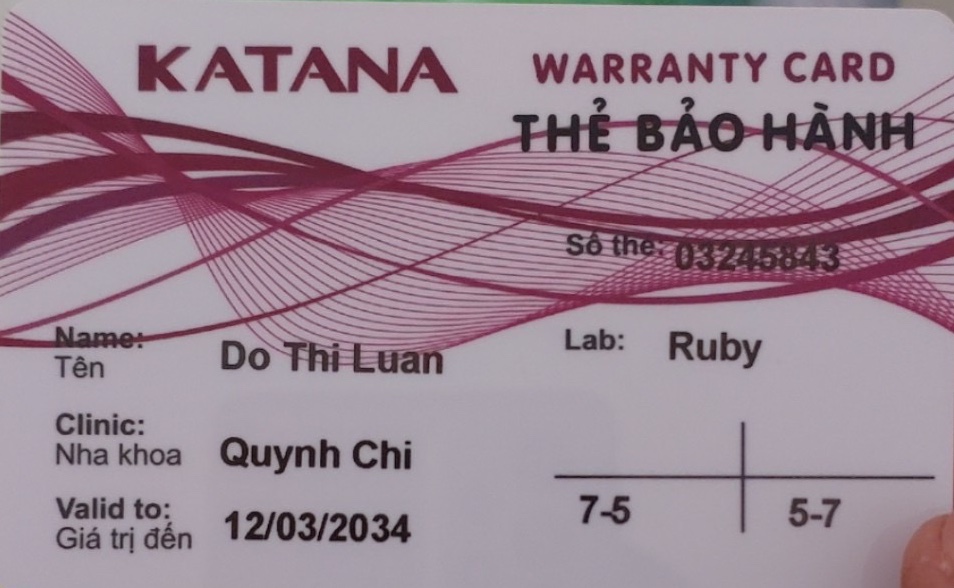 KATANA
WARRANTY CARD
THẺ BẢO HÀNH
Số the: 03245843
Name: Do Thi Luan
Tên
Lab: Ruby
Clinic: Quynh Chi
Nha khoa
Valid to: 12/03/2034
Giá trị đến
7-5 5-7